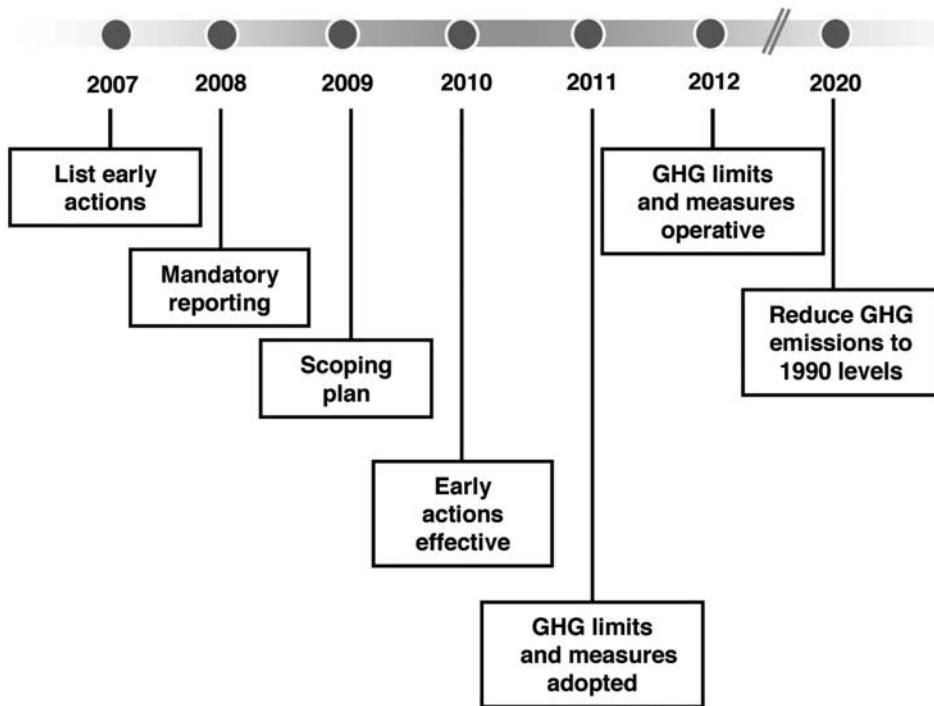 2007 2008 2009 2010 2011 2012 2020
List early
actions
Mandatory
reporting
Scoping
plan
Early
actions
effective
GHG limits
and measures
adopted
GHG limits
and measures
operative
Reduce GHG
emissions to
1990 levels